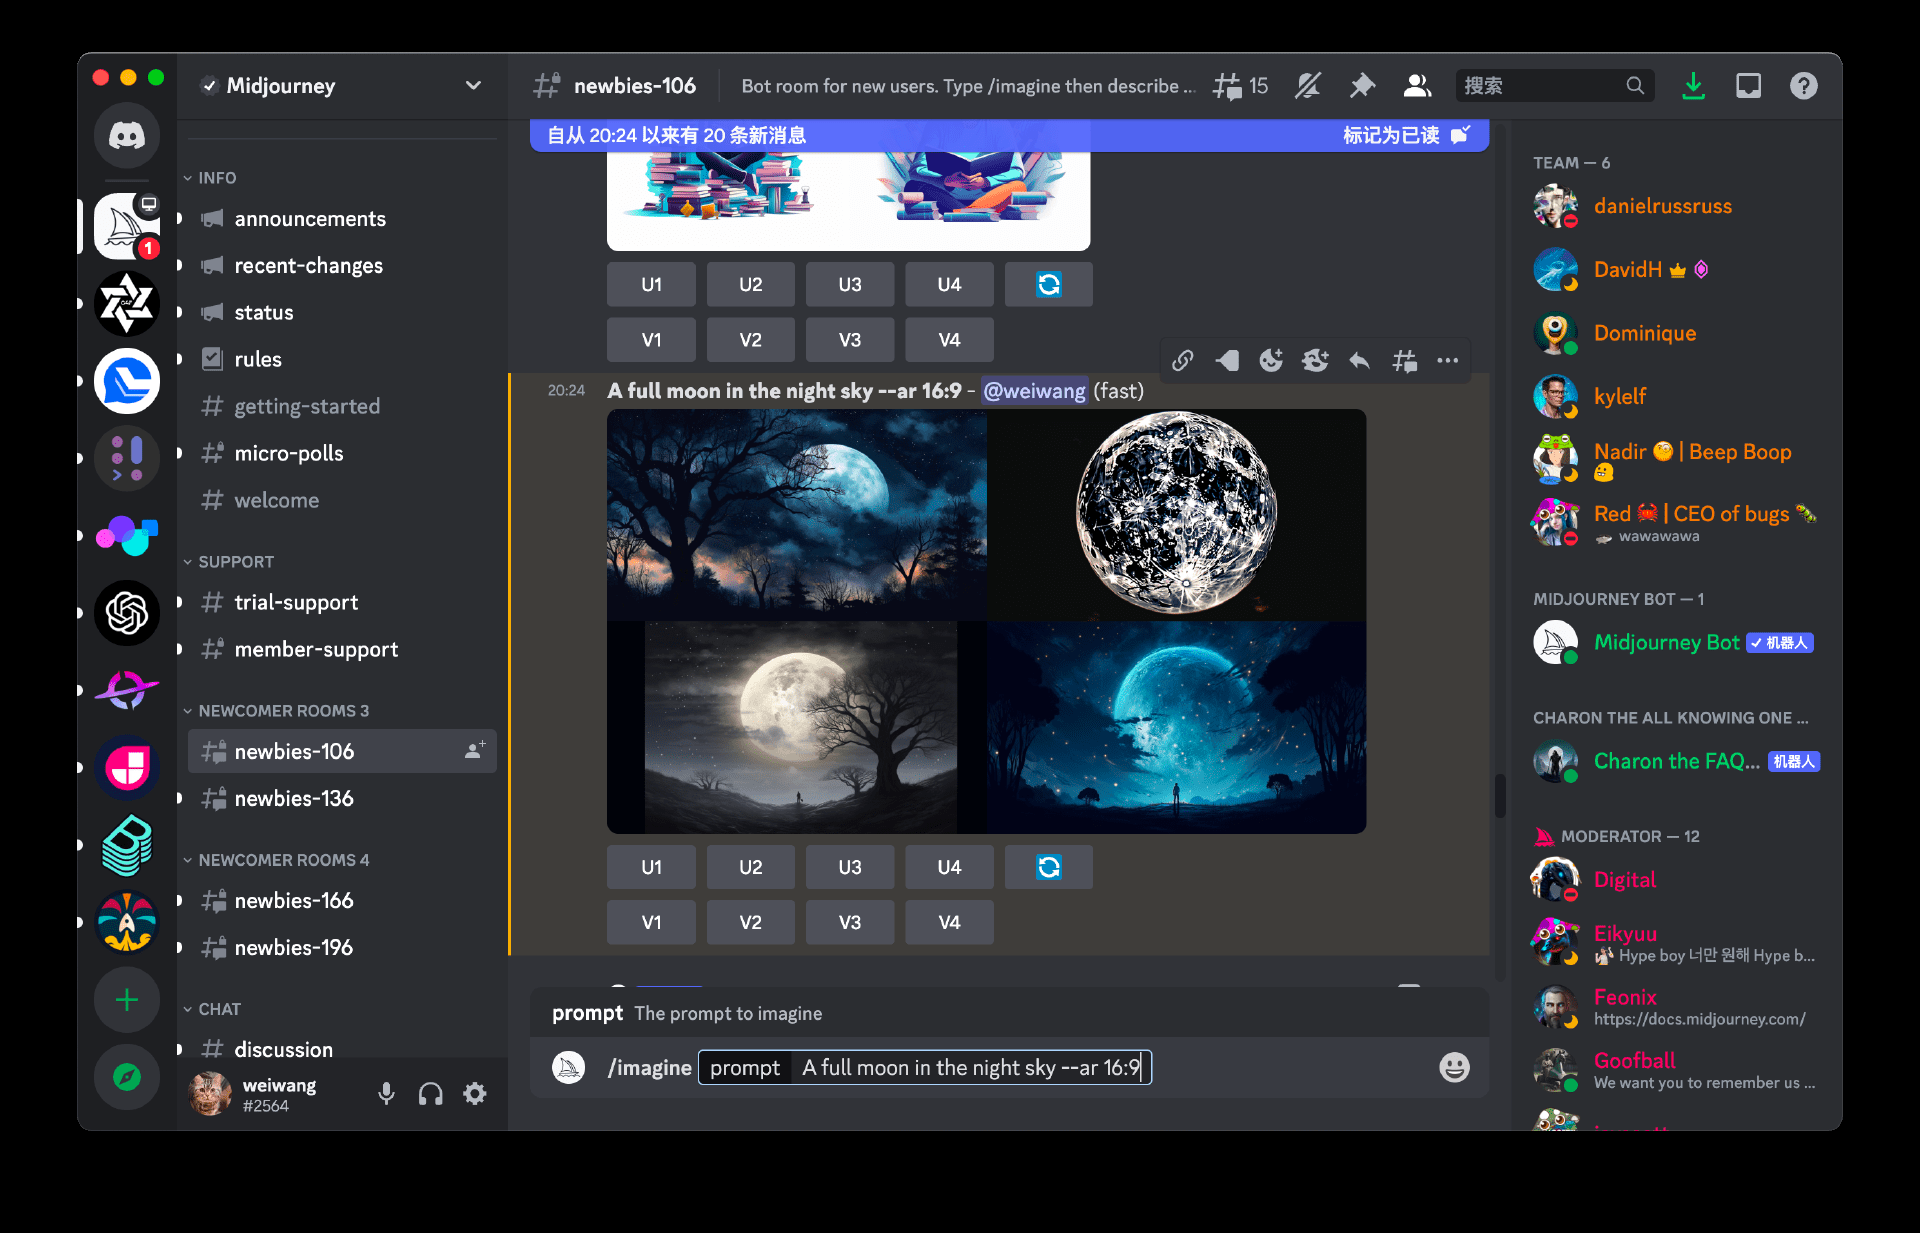 Midjourney
1
INFO
announcements
recent-changes
status
rules
getting-started
micro-polls
welcome
SUPPORT
trial-support
member-support
NEWCOMER ROOMS 3
newbies-106
newbies-136
NEWCOMER ROOMS 4
newbies-166
newbies-196
CHAT
discussion
weiwang
#2564
newbies-106
Bot room for new users. Type /imagine then describe ...
15
搜索
自从 20:24 以来有 20 条新消息
标记为已读
U1 U2 U3 U4
V1 V2 V3 V4
20:24 A full moon in the night sky --ar 16:9 - @weiwang (fast)
U1 U2 U3 U4
V1 V2 V3 V4
prompt The prompt to imagine
/imagine prompt A full moon in the night sky --ar 16:9
TEAM — 6
danielrussruss
DavidH
Dominique
kylelf
Nadir | Beep Boop
Red | CEO of bugs
wawawawa
MIDJOURNEY BOT — 1
Midjourney Bot 机器人
CHARON THE ALL KNOWING ONE ...
Charon the FAQ... 机器人
MODERATOR — 12
Digital
Eikyuu
Hype boy 너만 원해 Hype b...
Feonix
https://docs.midjourney.com/
Goofball
We want you to remember us ...